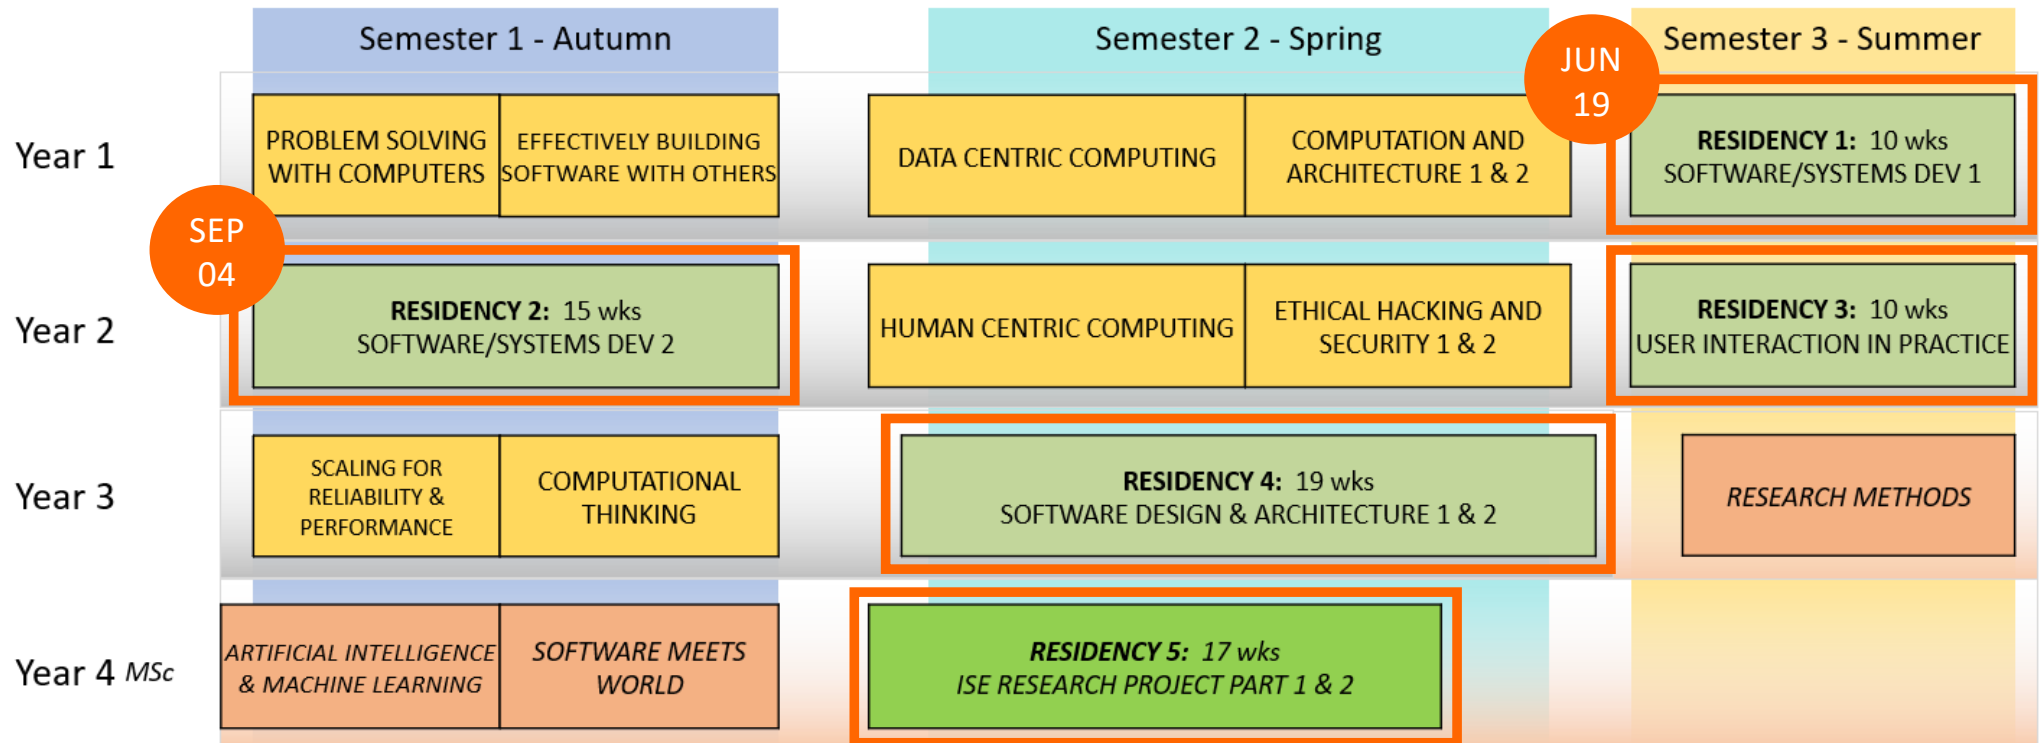 Semester 1 - Autumn
Semester 2 - Spring
Semester 3 - Summer
JUN
19
Year 1
PROBLEM SOLVING
WITH COMPUTERS
EFFECTIVELY BUILDING
SOFTWARE WITH OTHERS
DATA CENTRIC COMPUTING
COMPUTATION AND
ARCHITECTURE 1 & 2
RESIDENCY 1: 10 wks
SOFTWARE/SYSTEMS DEV 1
SEP
04
Year 2
RESIDENCY 2: 15 wks
SOFTWARE/SYSTEMS DEV 2
HUMAN CENTRIC COMPUTING
ETHICAL HACKING AND
SECURITY 1 & 2
RESIDENCY 3: 10 wks
USER INTERACTION IN PRACTICE
Year 3
SCALING FOR
RELIABILITY &
PERFORMANCE
COMPUTATIONAL
THINKING
RESIDENCY 4: 19 wks
SOFTWARE DESIGN & ARCHITECTURE 1 & 2
RESEARCH METHODS
Year 4 MSc
ARTIFICIAL INTELLIGENCE
& MACHINE LEARNING
SOFTWARE MEETS
WORLD
RESIDENCY 5: 17 wks
ISE RESEARCH PROJECT PART 1 & 2